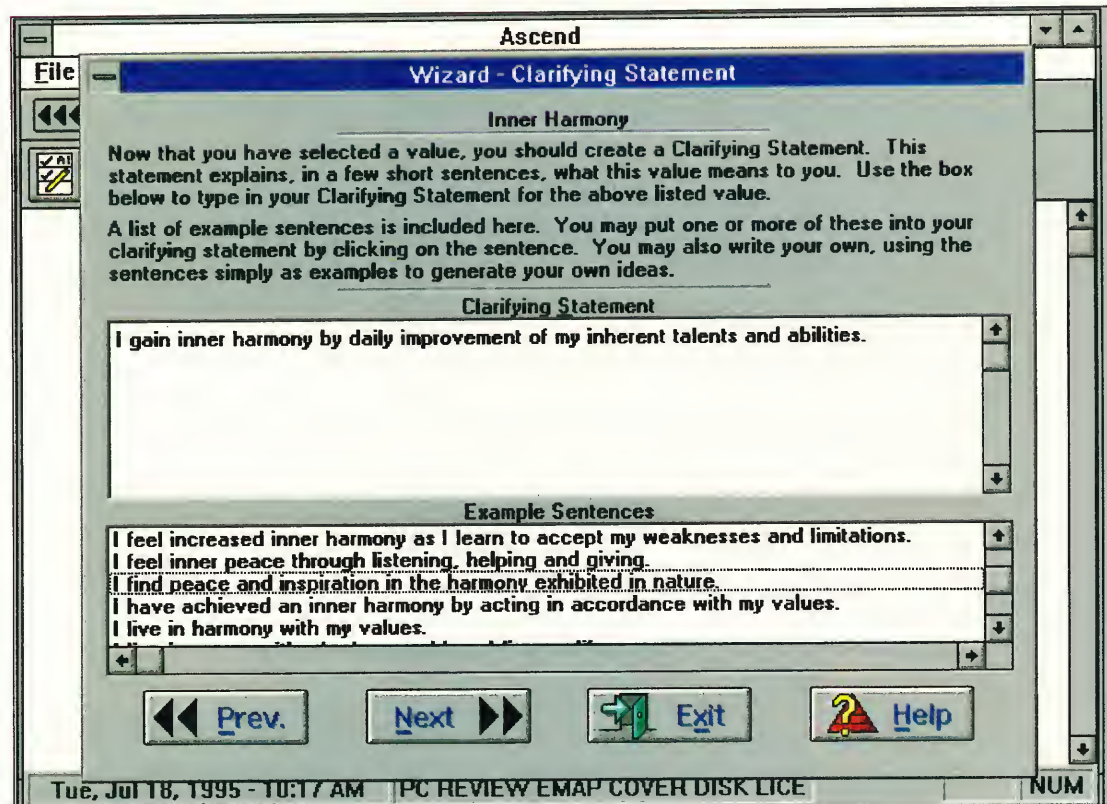 Ascend
File
Wizard - Clarifying Statement
Inner Harmony
Now that you have selected a value, you should create a Clarifying Statement. This
statement explains, in a few short sentences, what this value means to you. Use the box
below to type in your Clarifying Statement for the above listed value.
A list of example sentences is included here. You may put one or more of these into your
clarifying statement by clicking on the sentence. You may also write your own, using the
sentences simply as examples to generate your own ideas.
Clarifying Statement
I gain inner harmony by daily improvement of my inherent talents and abilities.
Example Sentences
I feel increased inner harmony as I learn to accept my weaknesses and limitations.
I feel inner peace through listening, helping and giving.
I find peace and inspiration in the harmony exhibited in nature.
I have achieved an inner harmony by acting in accordance with my values.
I live in harmony with my values.
Prev.
Next
Exit
Help
Tue, Jul 18, 1995 - 10:17 AM PC REVIEW EMAP COVER DISK LICE NUM